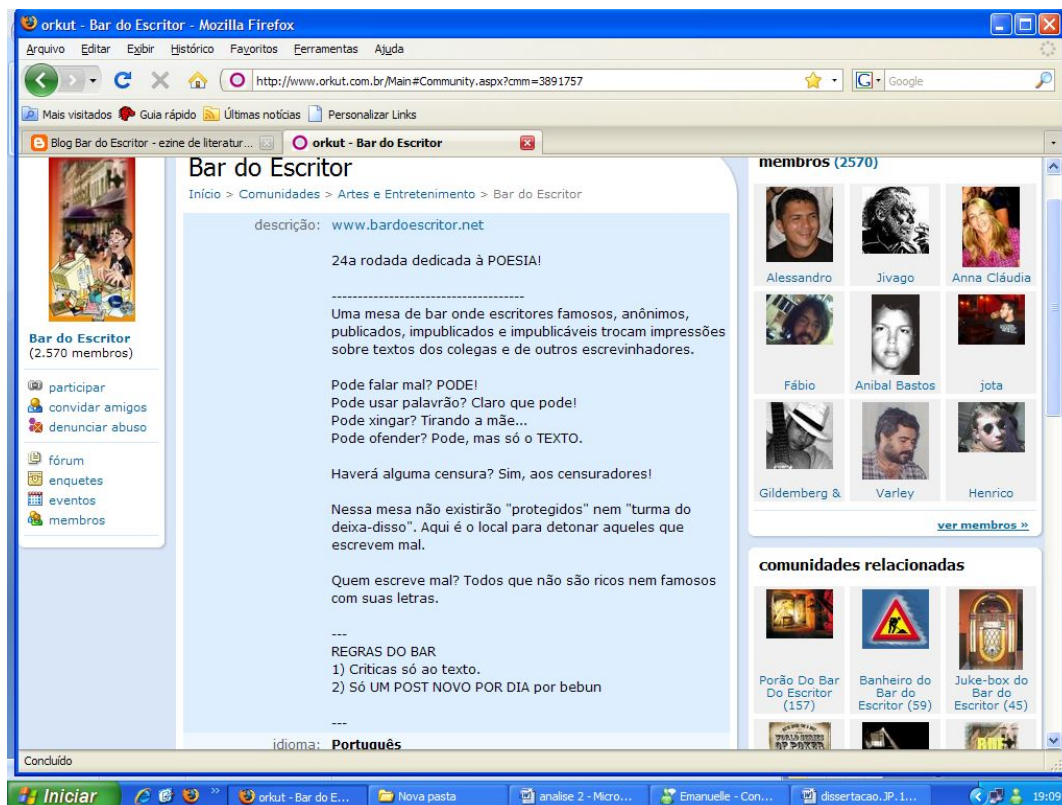 orkut - Bar do Escritor - Mozilla Firefox
Arquivo Editar Exibir Histórico Favoritos Ferramentas Ajuda
http://www.orkut.com.br/Main#Community.aspx?cmm=3891757
Google
Mais visitados Guia rápido Últimas notícias Personalizar Links
Blog Bar do Escritor - ezine de literatur... orkut - Bar do Escritor
Bar do Escritor
(2.570 membros)
participar
convidar amigos
denunciar abuso
fórum
enquetes
eventos
membros
Bar do Escritor
Início > Comunidades > Artes e Entretenimento > Bar do Escritor
descrição: www.bardoescritor.net
24a rodada dedicada à POESIA!
-------------------------------------
Uma mesa de bar onde escritores famosos, anônimos,
publicados, impublicados e impublicáveis trocam impressões
sobre textos dos colegas e de outros escrevinhadores.
Pode falar mal? PODE!
Pode usar palavrão? Claro que pode!
Pode xingar? Tirando a mãe...
Pode ofender? Pode, mas só o TEXTO.
Haverá alguma censura? Sim, aos censuradores!
Nessa mesa não existirão "protegidos" nem "turma do
deixa-disso". Aqui é o local para detonar aqueles que
escrevem mal.
Quem escreve mal? Todos que não são ricos nem famosos
com suas letras.
---
REGRAS DO BAR
1) Criticas só ao texto.
2) Só UM POST NOVO POR DIA por bebun
---
idioma: Português
membros (2570)
Alessandro Jivago Anna Cláudia
Fábio Anibal Bastos jota
Gildemberg & Varley Henrico
ver membros »
comunidades relacionadas
Porão Do Bar Do Escritor (157)
Banheiro do Bar do Escritor (59)
Juke-box do Bar do Escritor (45)
WORLD SERIES
OF POKER
Concluído
Iniciar » orkut - Bar do E... Nova pasta analise 2 - Micro... Emanuelle - Con... dissertacao.JP.1... 19:09